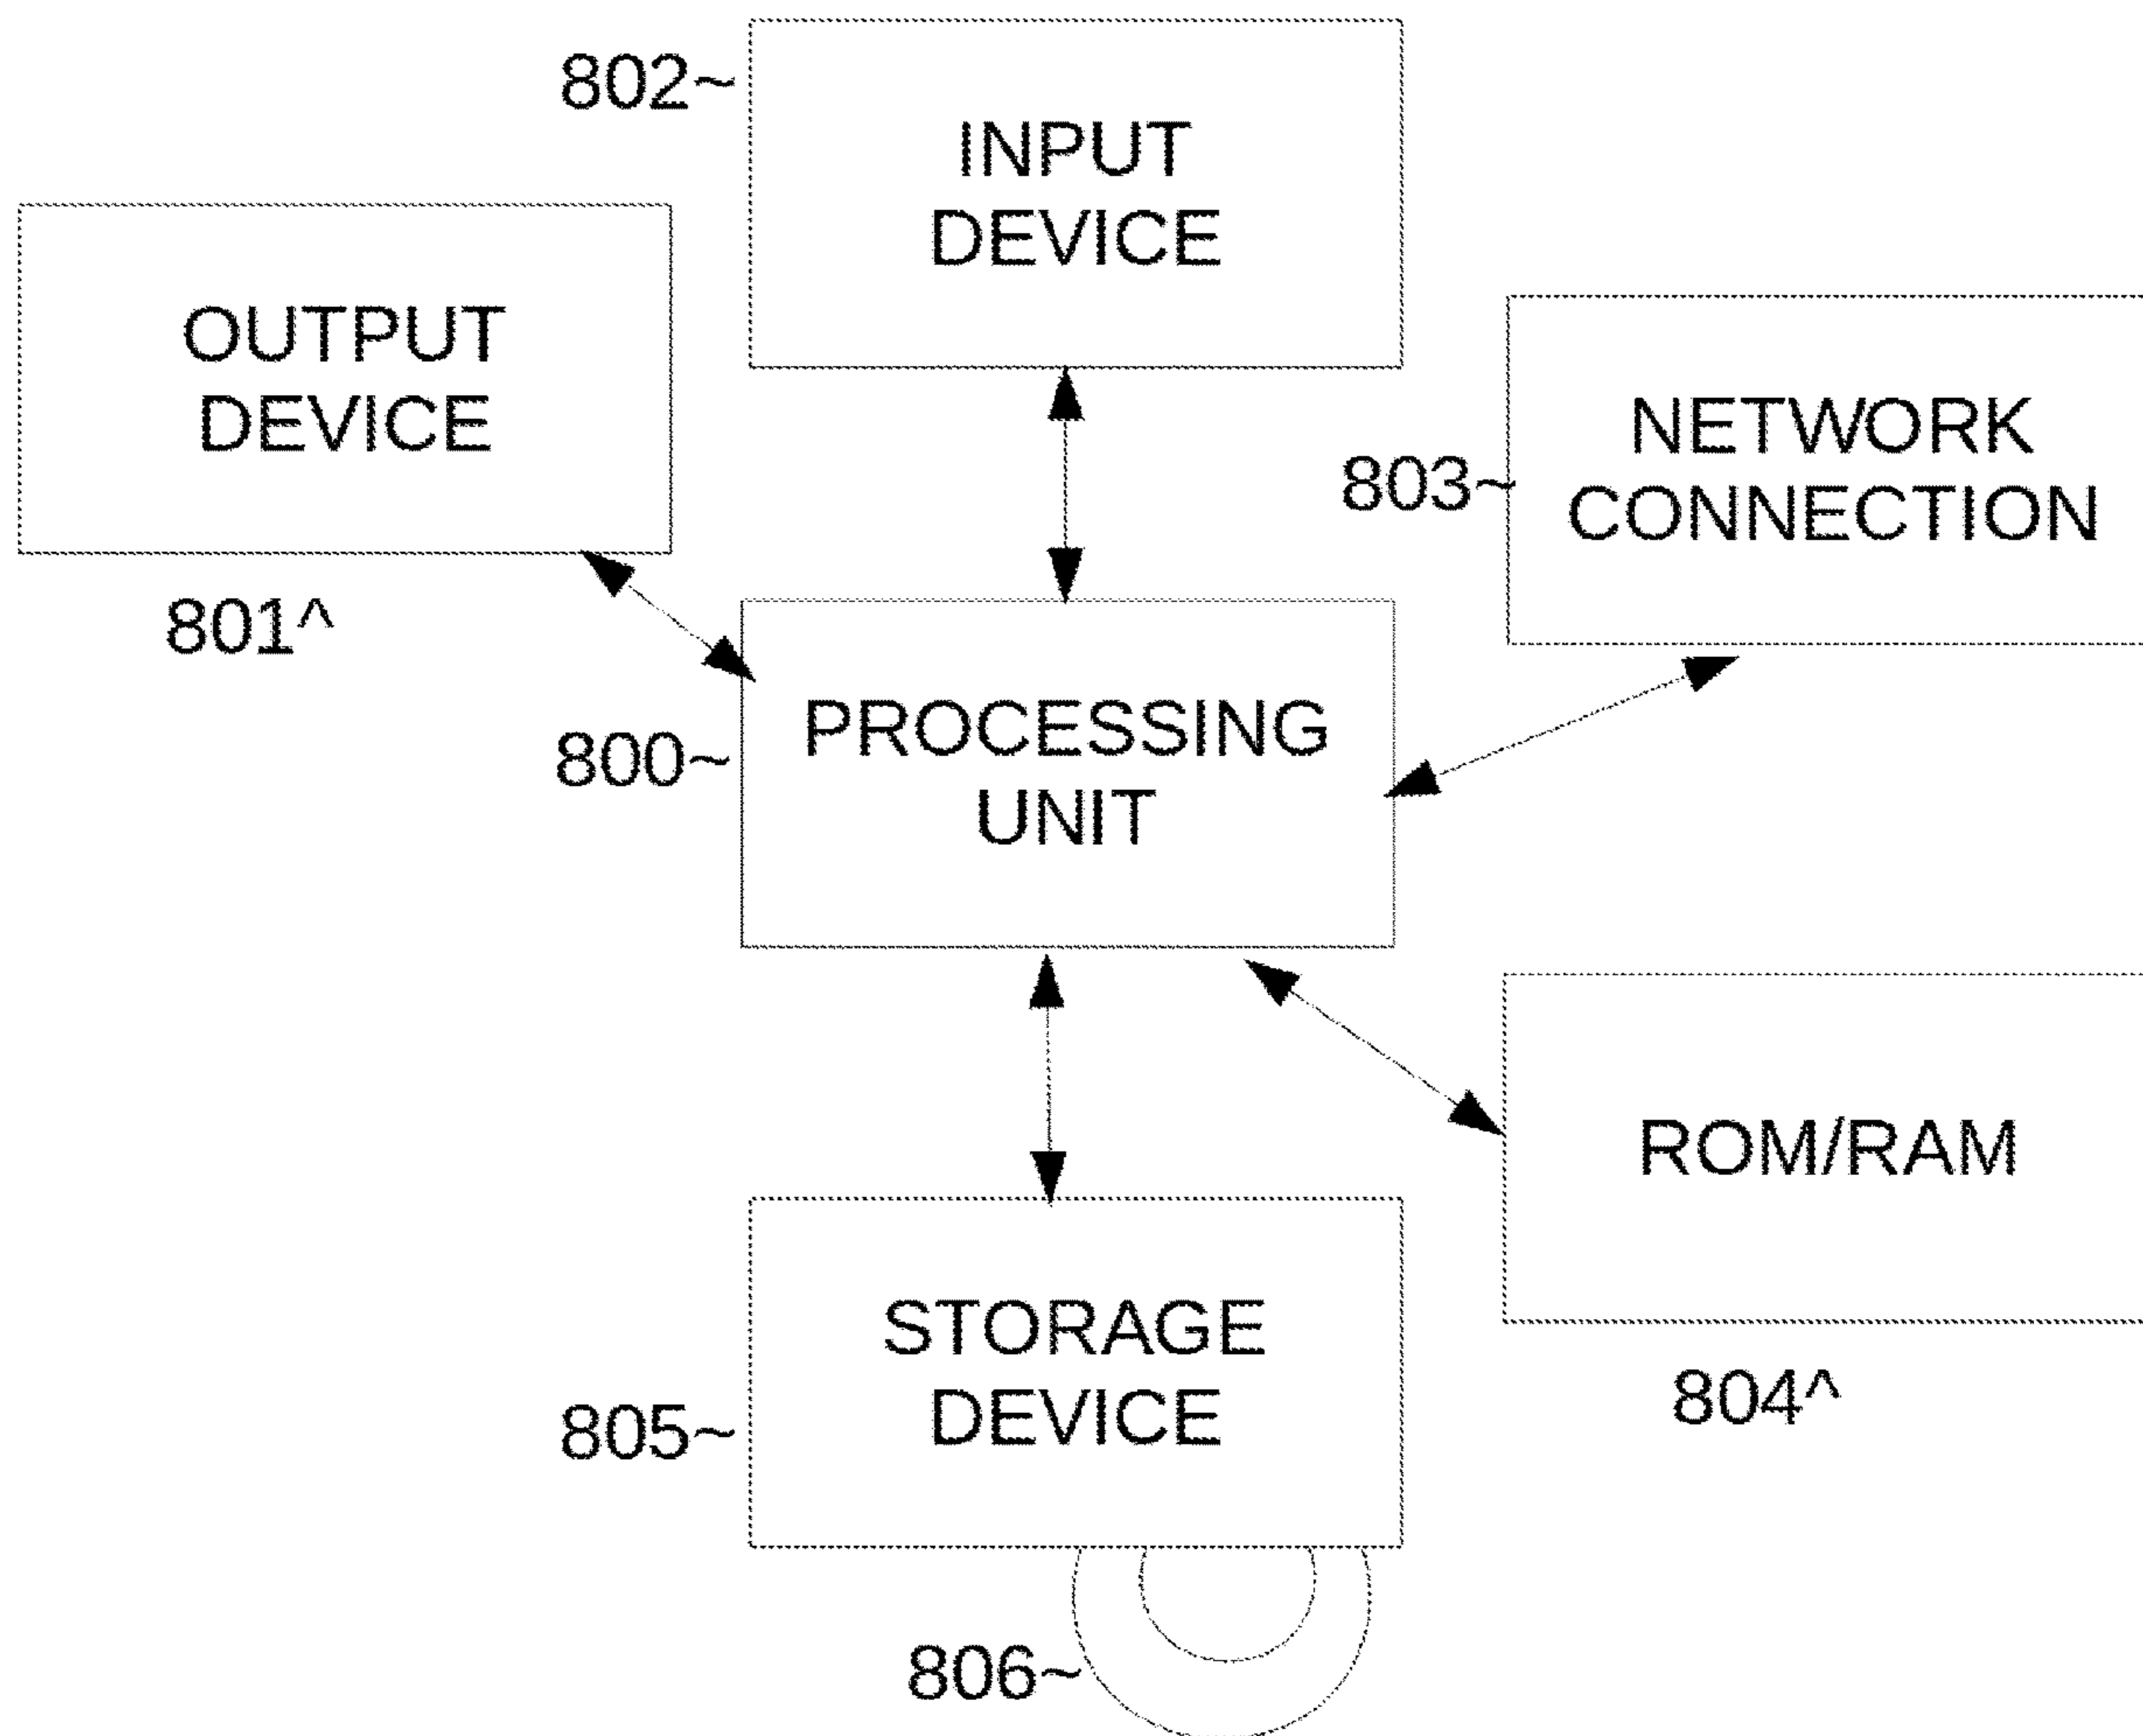 802~
INPUT
DEVICE
OUTPUT
DEVICE
801^
NETWORK
CONNECTION
803~
PROCESSING
UNIT
800~
ROM/RAM
804^
STORAGE
DEVICE
805~
806~